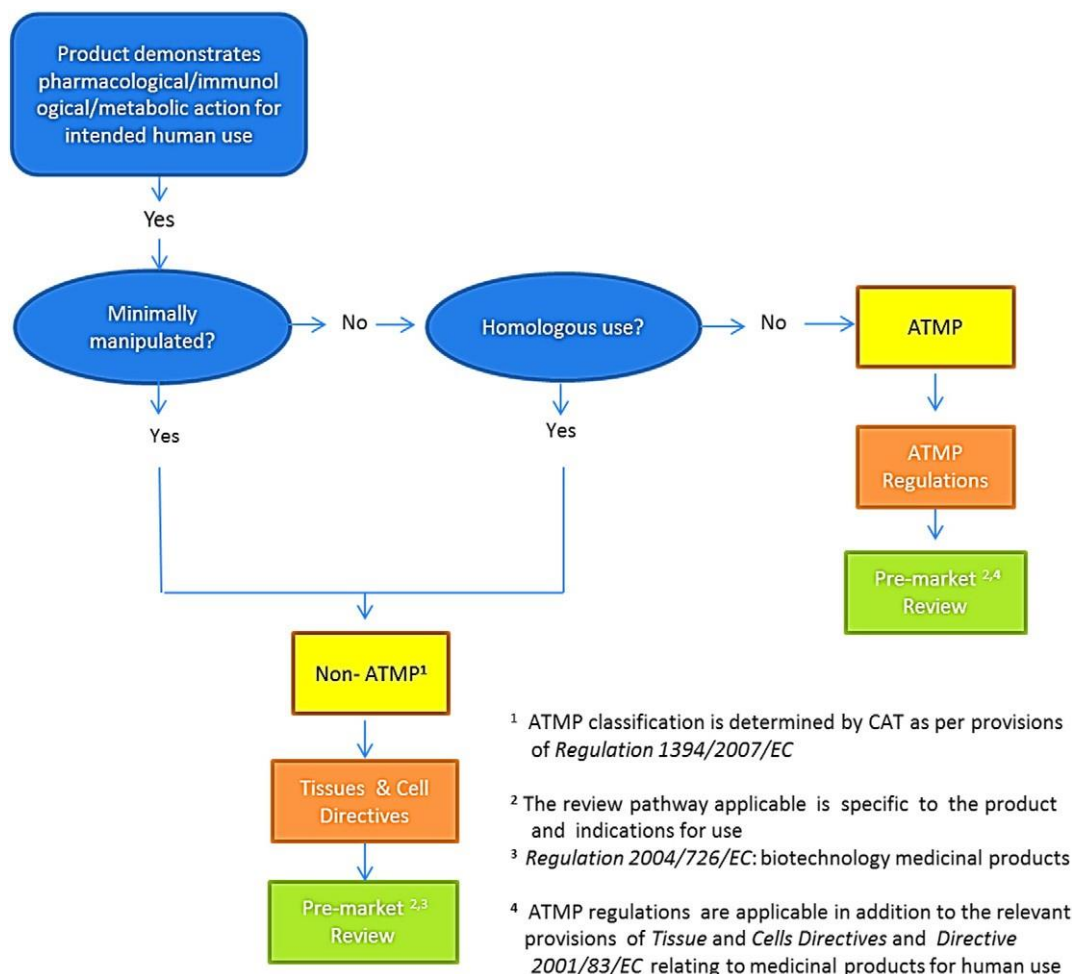 Product demonstrates
pharmacological/immunol
ogical/metabolic action for
intended human use
Yes
Minimally
manipulated?
No
Homologous use?
No
ATMP
Yes
Yes
ATMP
Regulations
Pre-market 2,4
Review
Non- ATMP¹
Tissues & Cell
Directives
Pre-market 2,3
Review
¹ ATMP classification is determined by CAT as per provisions
of Regulation 1394/2007/EC
² The review pathway applicable is specific to the product
and indications for use
³ Regulation 2004/726/EC: biotechnology medicinal products
⁴ ATMP regulations are applicable in addition to the relevant
provisions of Tissue and Cells Directives and Directive
2001/83/EC relating to medicinal products for human use